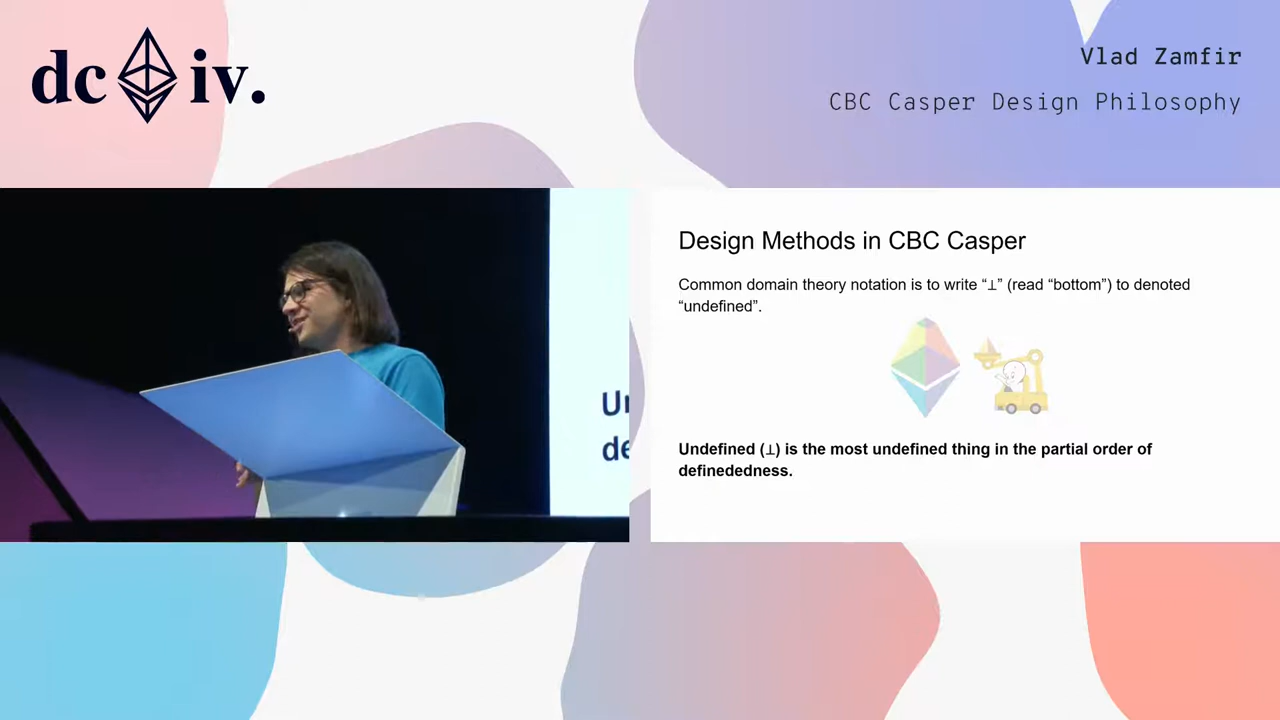 dc iv.
Vlad Zamfir
CBC Casper Design Philosophy
Design Methods in CBC Casper
Common domain theory notation is to write “⊥” (read “bottom”) to denoted
“undefined”.
Undefined (⊥) is the most undefined thing in the partial order of
definededness.